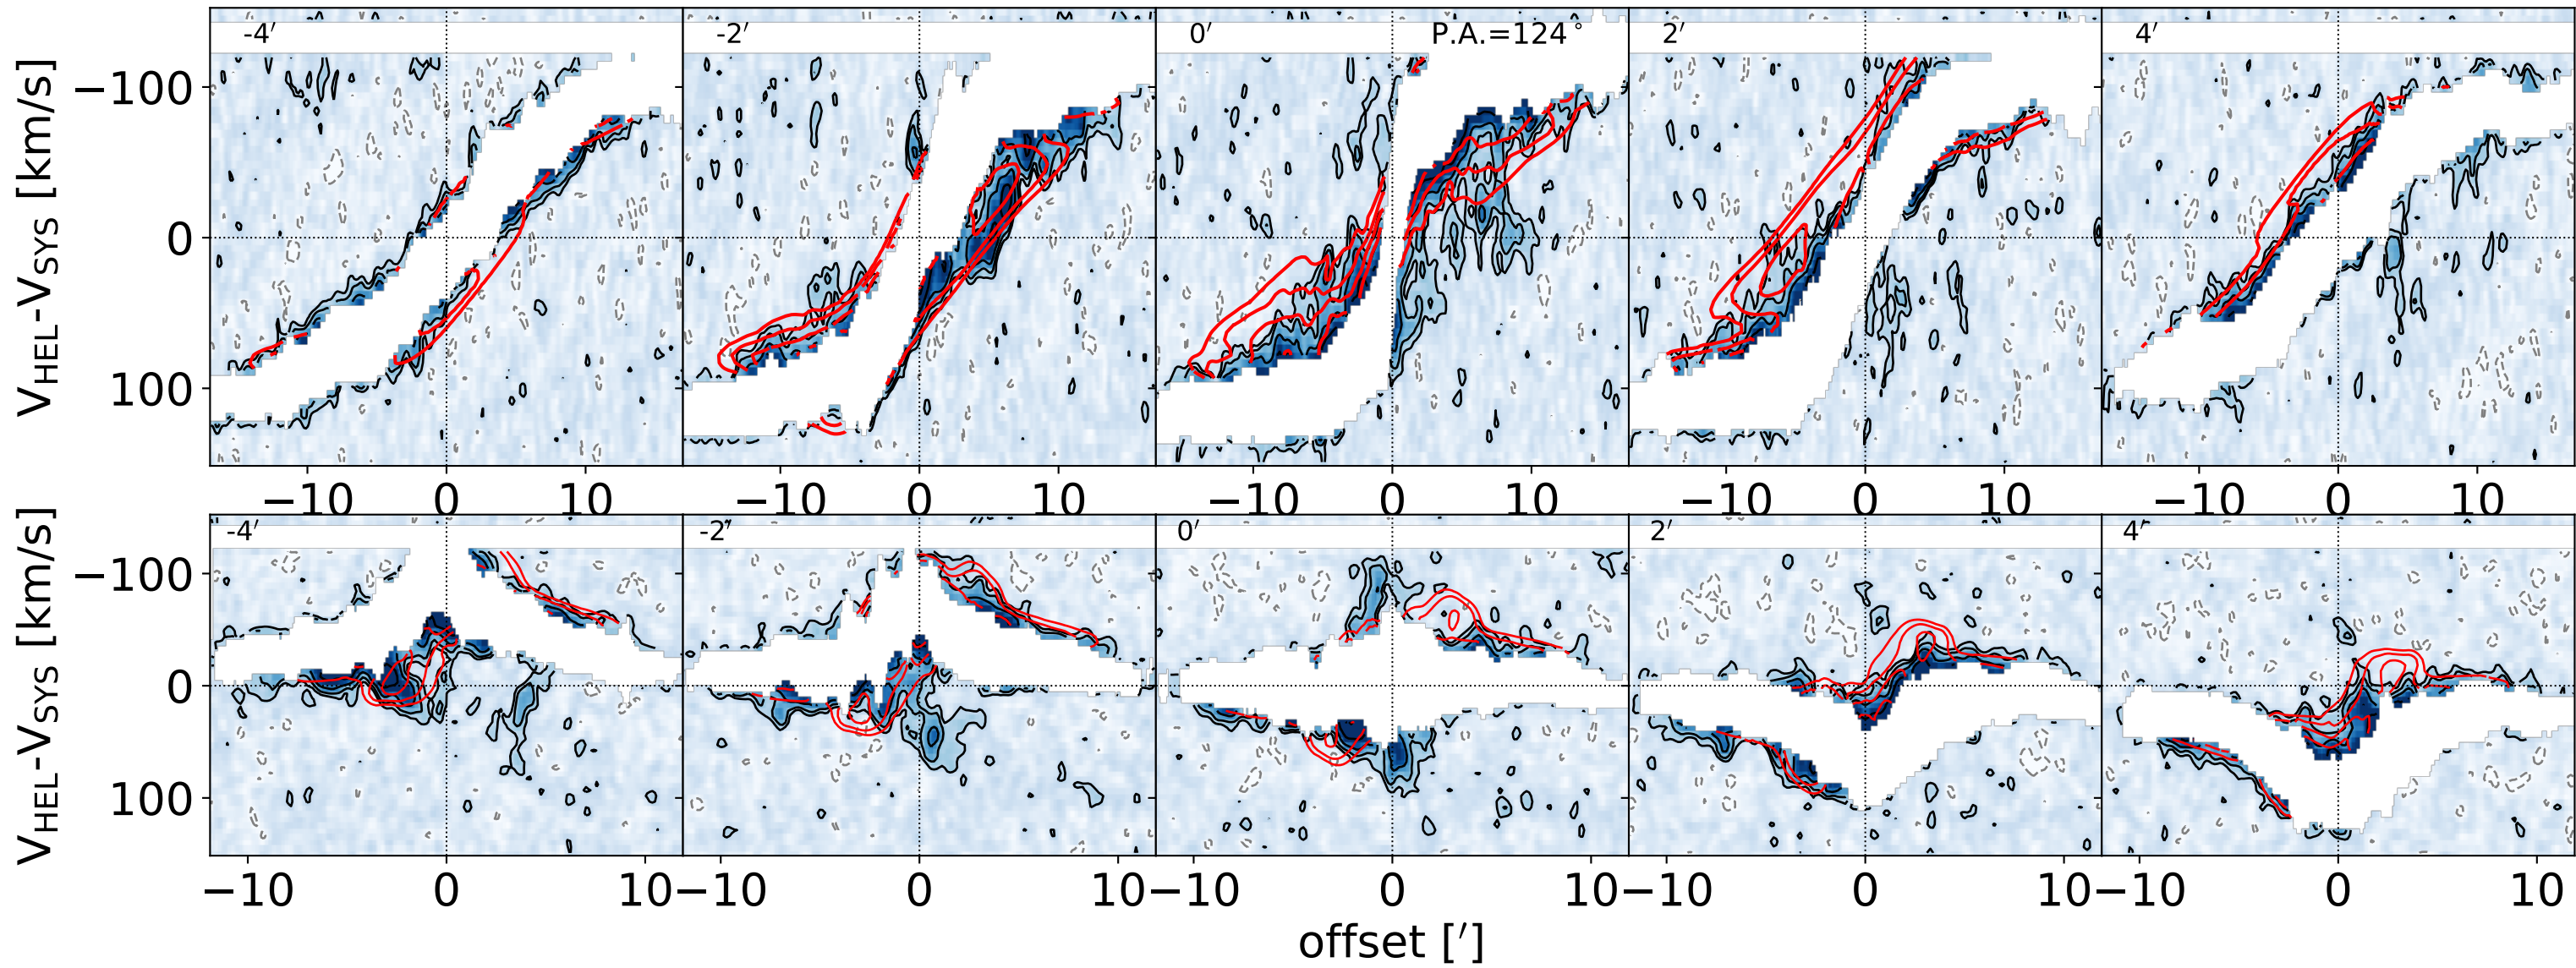 -4′ -2′ 0′ P.A.=124° 2′ 4′
V_HEL-V_SYS [km/s]
−100
0
100
−10 0 10 −10 0 10 −10 0 10 −10 0 10 −10 0 10
-4′ -2′ 0′ 2′ 4′
V_HEL-V_SYS [km/s]
−100
0
100
−10 0 10 −10 0 10 −10 0 10 −10 0 10 −10 0 10
offset [′]